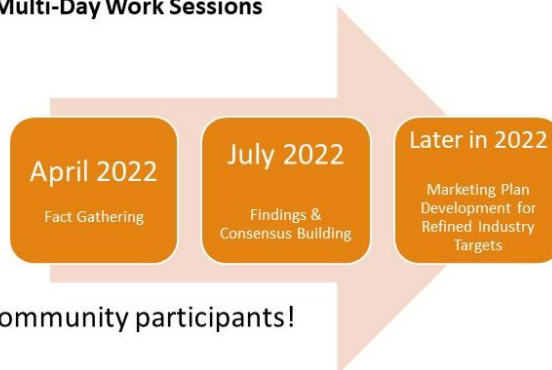 Multi-Day Work Sessions
April 2022
Fact Gathering
July 2022
Findings &
Consensus Building
Later in 2022
Marketing Plan
Development for
Refined Industry
Targets
ommunity participants!